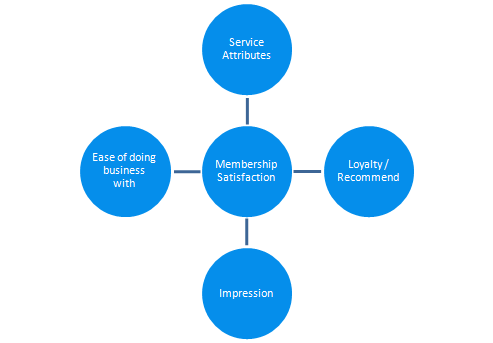 Service
Attributes
Ease of doing
business
with
Membership
Satisfaction
Loyalty /
Recommend
Impression